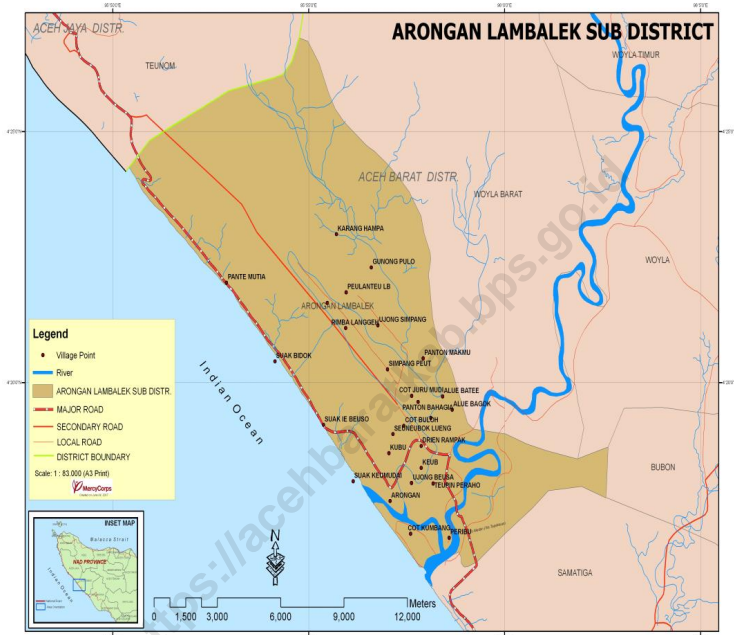 ARONGAN LAMBALEK SUB DISTRICT
ACEH JAYA DISTR.
TEUNOM
WOYLA TIMUR
ACEH BARAT DISTR.
WOYLA BARAT
WOYLA
KARANG HAMPA
GUNONG PULO
PANTE MUTIA
PEULANTEU LB
ARONGAN LAMBALEK
RIMBA LANGGEH
UJONG SIMPANG
SUAK BIDOK
PANTON MAKMU
SIMPANG PEUT
COT JURU MUDI
ALUE BATEE
PANTON BAHAGIA
ALUE BAGOK
SUAK IE BEUSO
COT BULOH
SEUNEUBOK LUENG
DRIEN RAMPAK
KUBU
KEUB
SUAK KEUMUDAI
UJONG BEUSA
TEUPIN PERAHO
ARONGAN
COT KUMBANG
PERIBU
BUBON
SAMATIGA
Indian Ocean
Legend
Village Point
River
ARONGAN LAMBALEK SUB DISTR.
MAJOR ROAD
SECONDARY ROAD
LOCAL ROAD
DISTRICT BOUNDARY
Scale: 1 : 83.000 (A3 Print)
MercyCorps
INSET MAP
Malacca Strait
NAD PROVINCE
Indian Ocean
N
Meters
0 1.500 3,000 6,000 9,000 12,000
https://acehbaratkab.bps.go.id